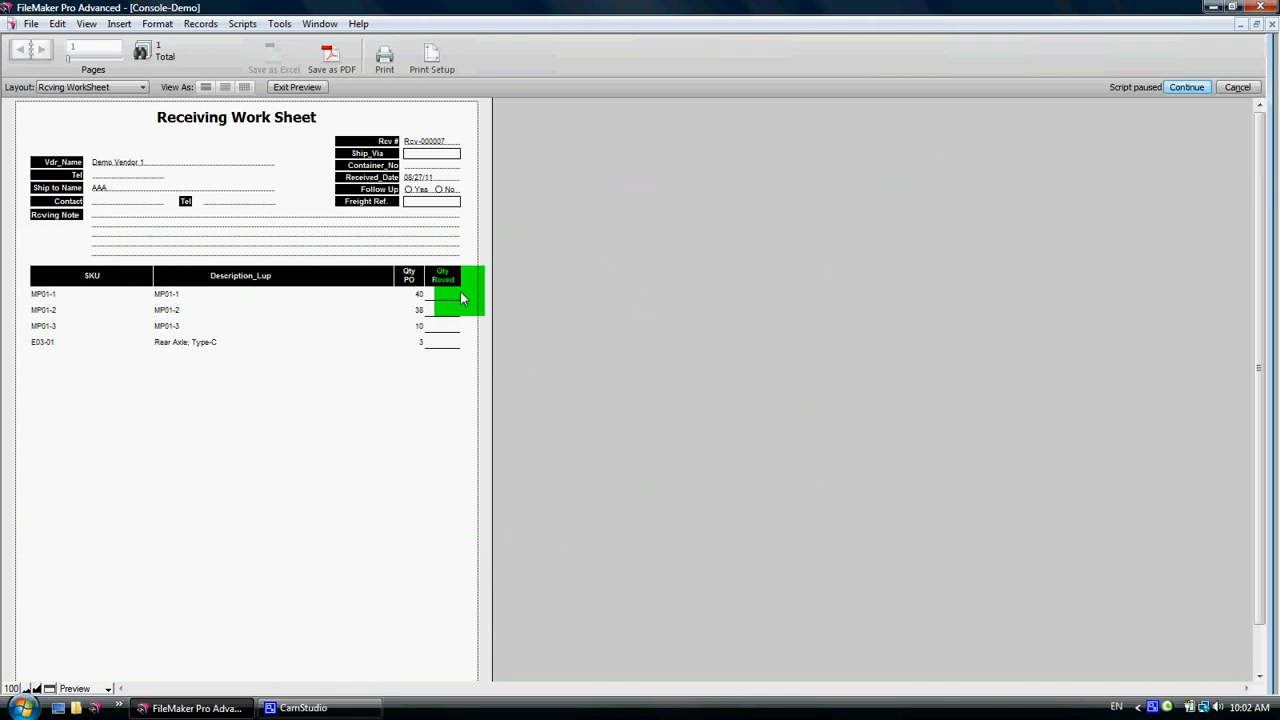 FileMaker Pro Advanced - [Console-Demo]
File Edit View Insert Format Records Scripts Tools Window Help
1
1
Total
Pages
Save as Excel Save as PDF Print Print Setup
Layout: Rcving WorkSheet View As: Exit Preview Script paused Continue Cancel
Receiving Work Sheet
Rcv # Rcv-000007
Ship_Via
Vdr_Name Demo Vendor 1
Container_No
Tel
Received_Date 08/27/11
Ship to Name AAA
Follow Up Yes No
Contact Tel
Freight Ref.
Rcving Note
SKU Description_Lup Qty PO Qty Rcved
MP01-1 MP01-1 40
MP01-2 MP01-2 38
MP01-3 MP01-3 10
E03-01 Rear Axle; Type-C 3
100 Preview
FileMaker Pro Adva... CamStudio EN 10:02 AM